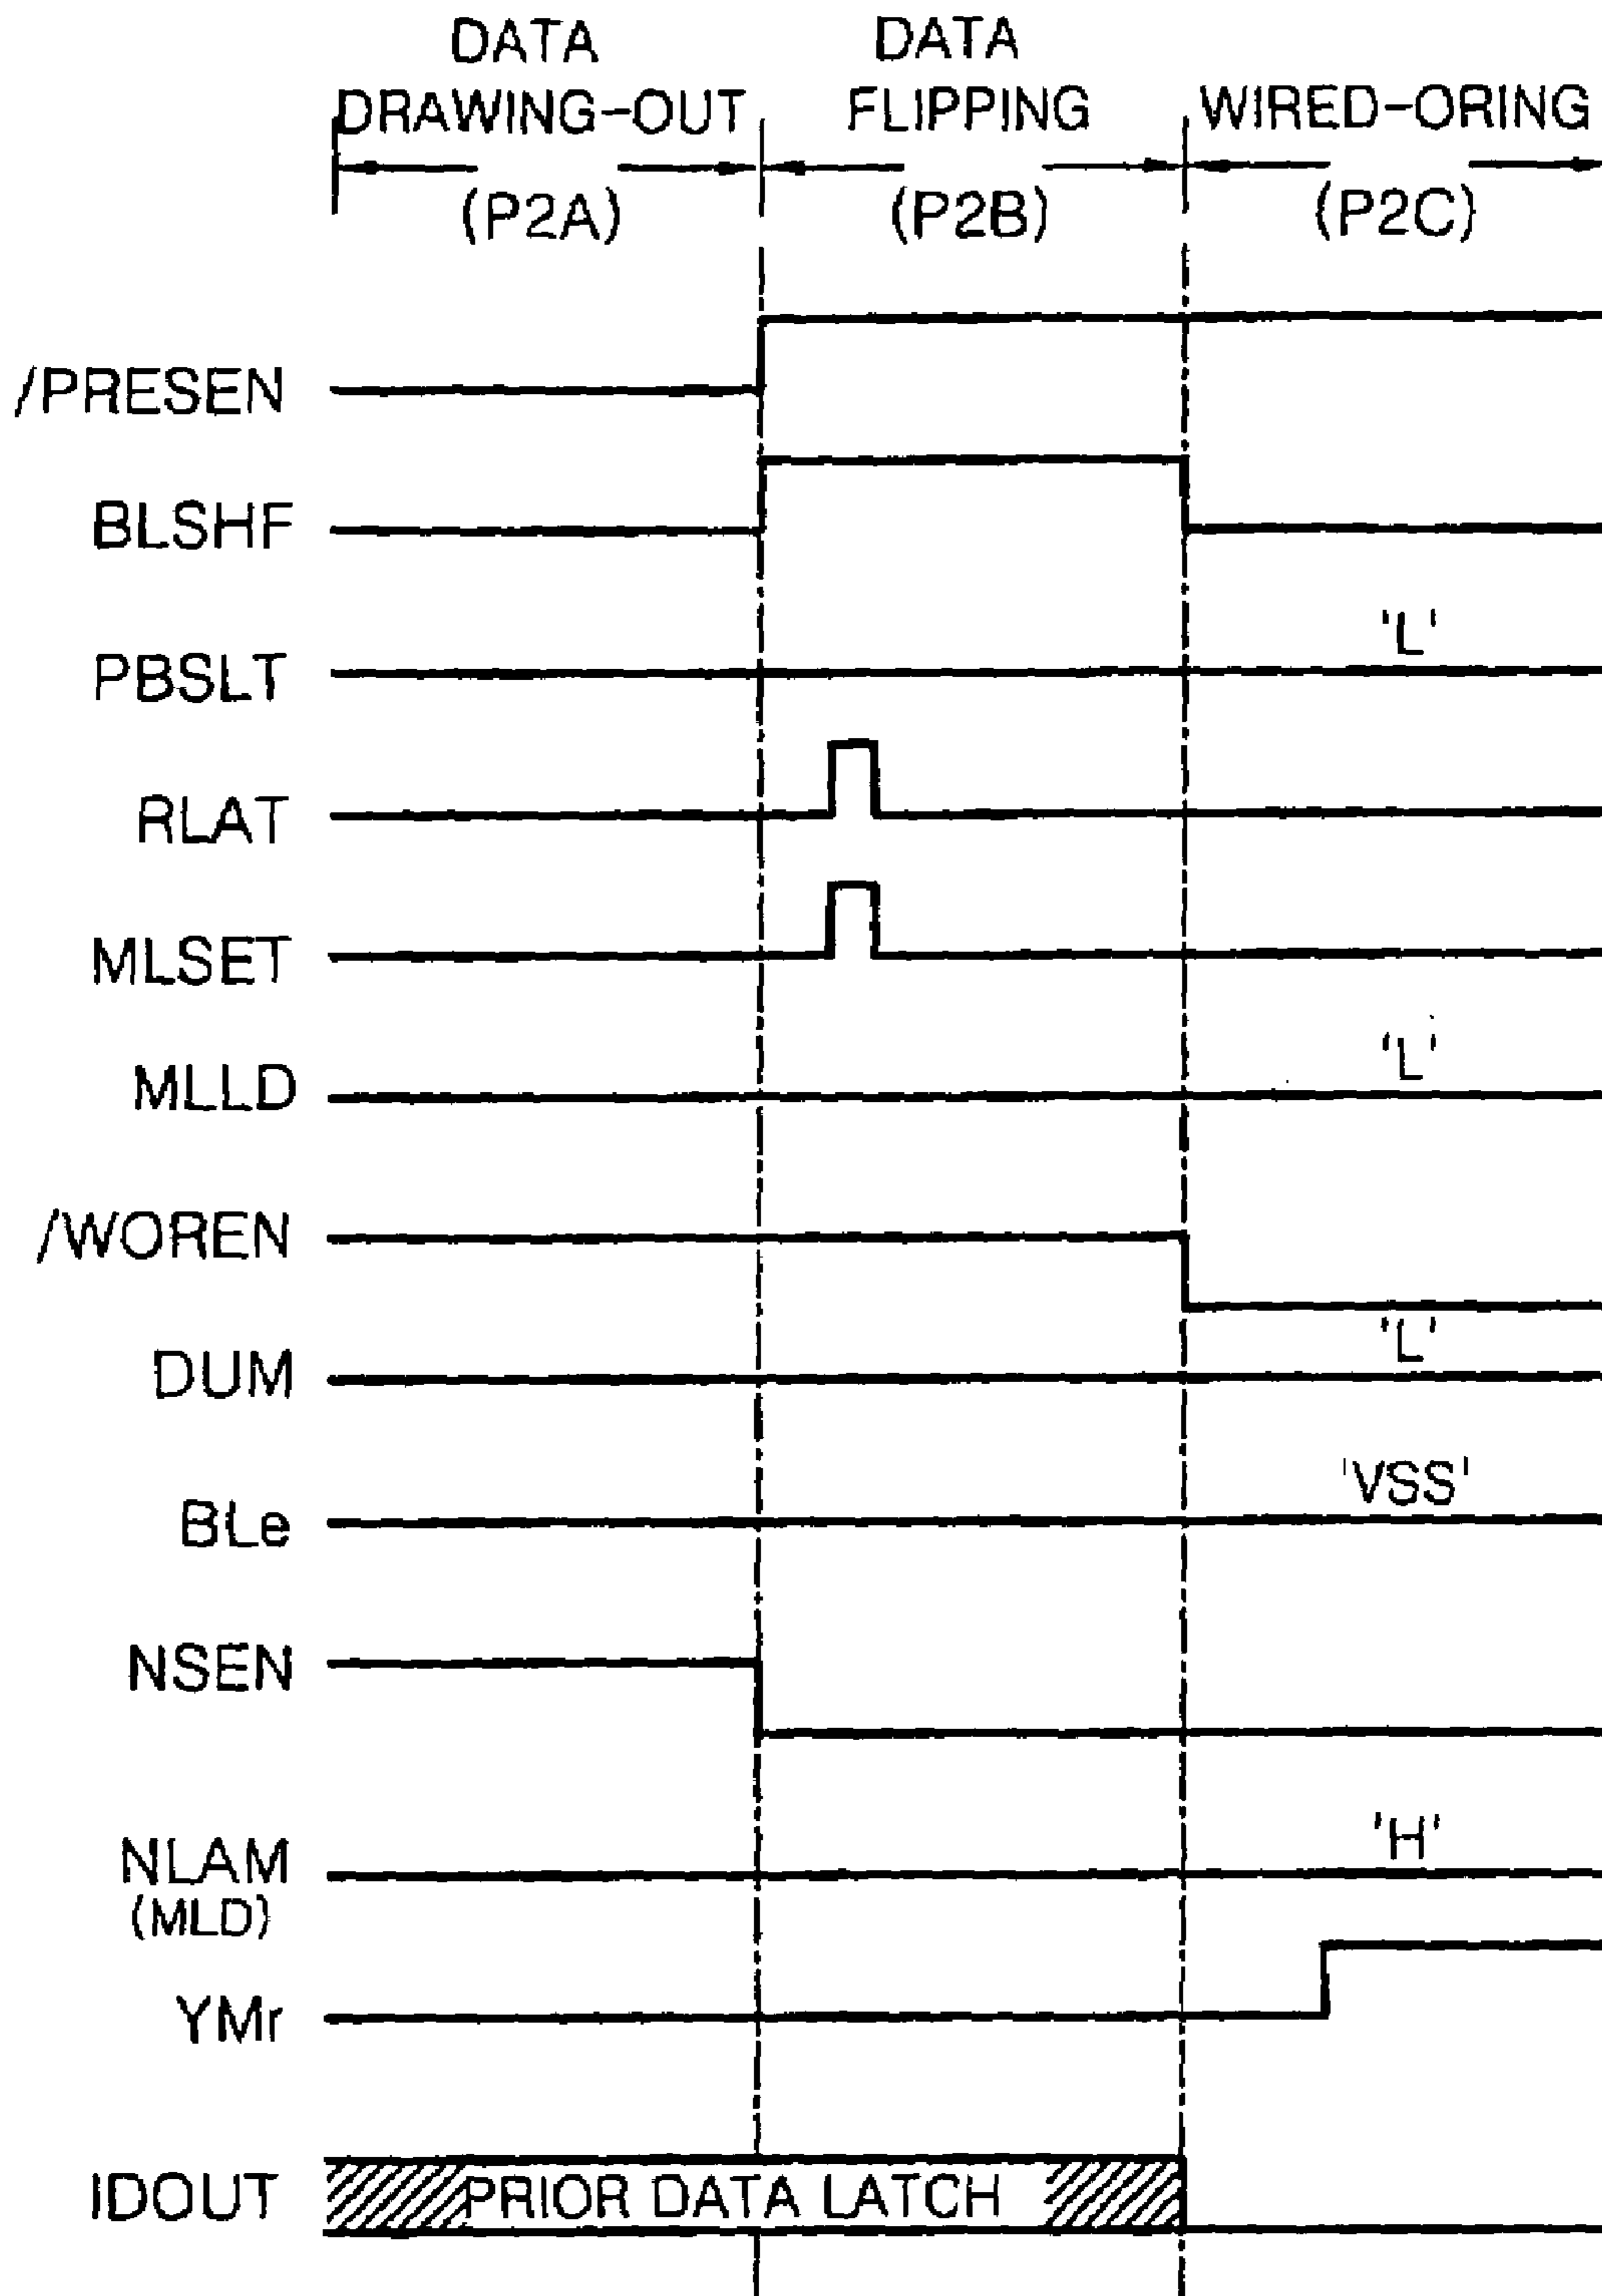 DATA
DRAWING-OUT
(P2A)
DATA
FLIPPING
(P2B)
WIRED-ORING
(P2C)
/PRESEN
BLSHF
PBSLT
'L'
RLAT
MLSET
MLLD
'L'
/WOREN
DUM
'L'
BLe
'VSS'
NSEN
NLAM
(MLD)
'H'
YMr
IDOUT
PRIOR DATA LATCH